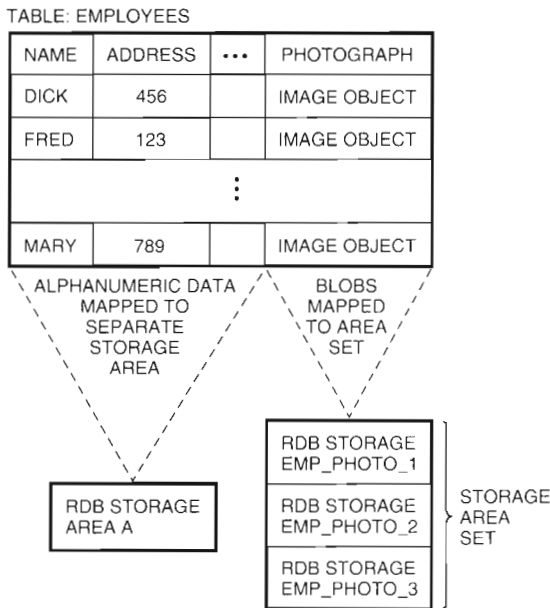 TABLE: EMPLOYEES
NAME ADDRESS ••• PHOTOGRAPH
DICK 456 IMAGE OBJECT
FRED 123 IMAGE OBJECT
⋮
MARY 789 IMAGE OBJECT
ALPHANUMERIC DATA
MAPPED TO
SEPARATE
STORAGE
AREA
BLOBS
MAPPED
TO AREA
SET
RDB STORAGE
AREA A
RDB STORAGE
EMP_PHOTO_1
RDB STORAGE
EMP_PHOTO_2
RDB STORAGE
EMP_PHOTO_3
STORAGE
AREA
SET